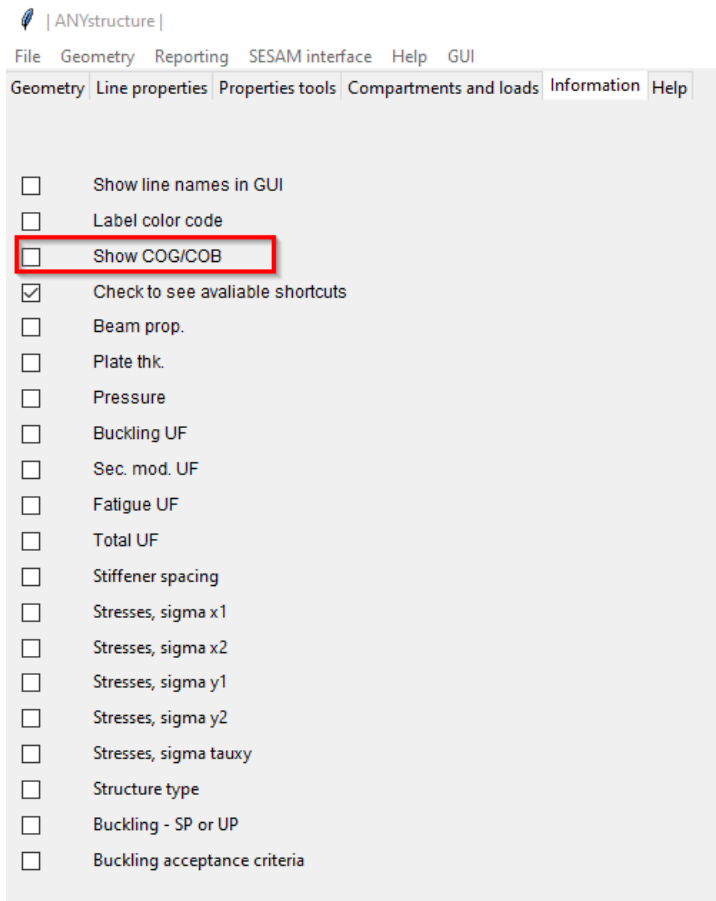 | ANYstructure |
File Geometry Reporting SESAM interface Help GUI
Geometry Line properties Properties tools Compartments and loads Information Help
Show line names in GUI
Label color code
Show COG/COB
Check to see avaliable shortcuts
Beam prop.
Plate thk.
Pressure
Buckling UF
Sec. mod. UF
Fatigue UF
Total UF
Stiffener spacing
Stresses, sigma x1
Stresses, sigma x2
Stresses, sigma y1
Stresses, sigma y2
Stresses, sigma tauxy
Structure type
Buckling - SP or UP
Buckling acceptance criteria